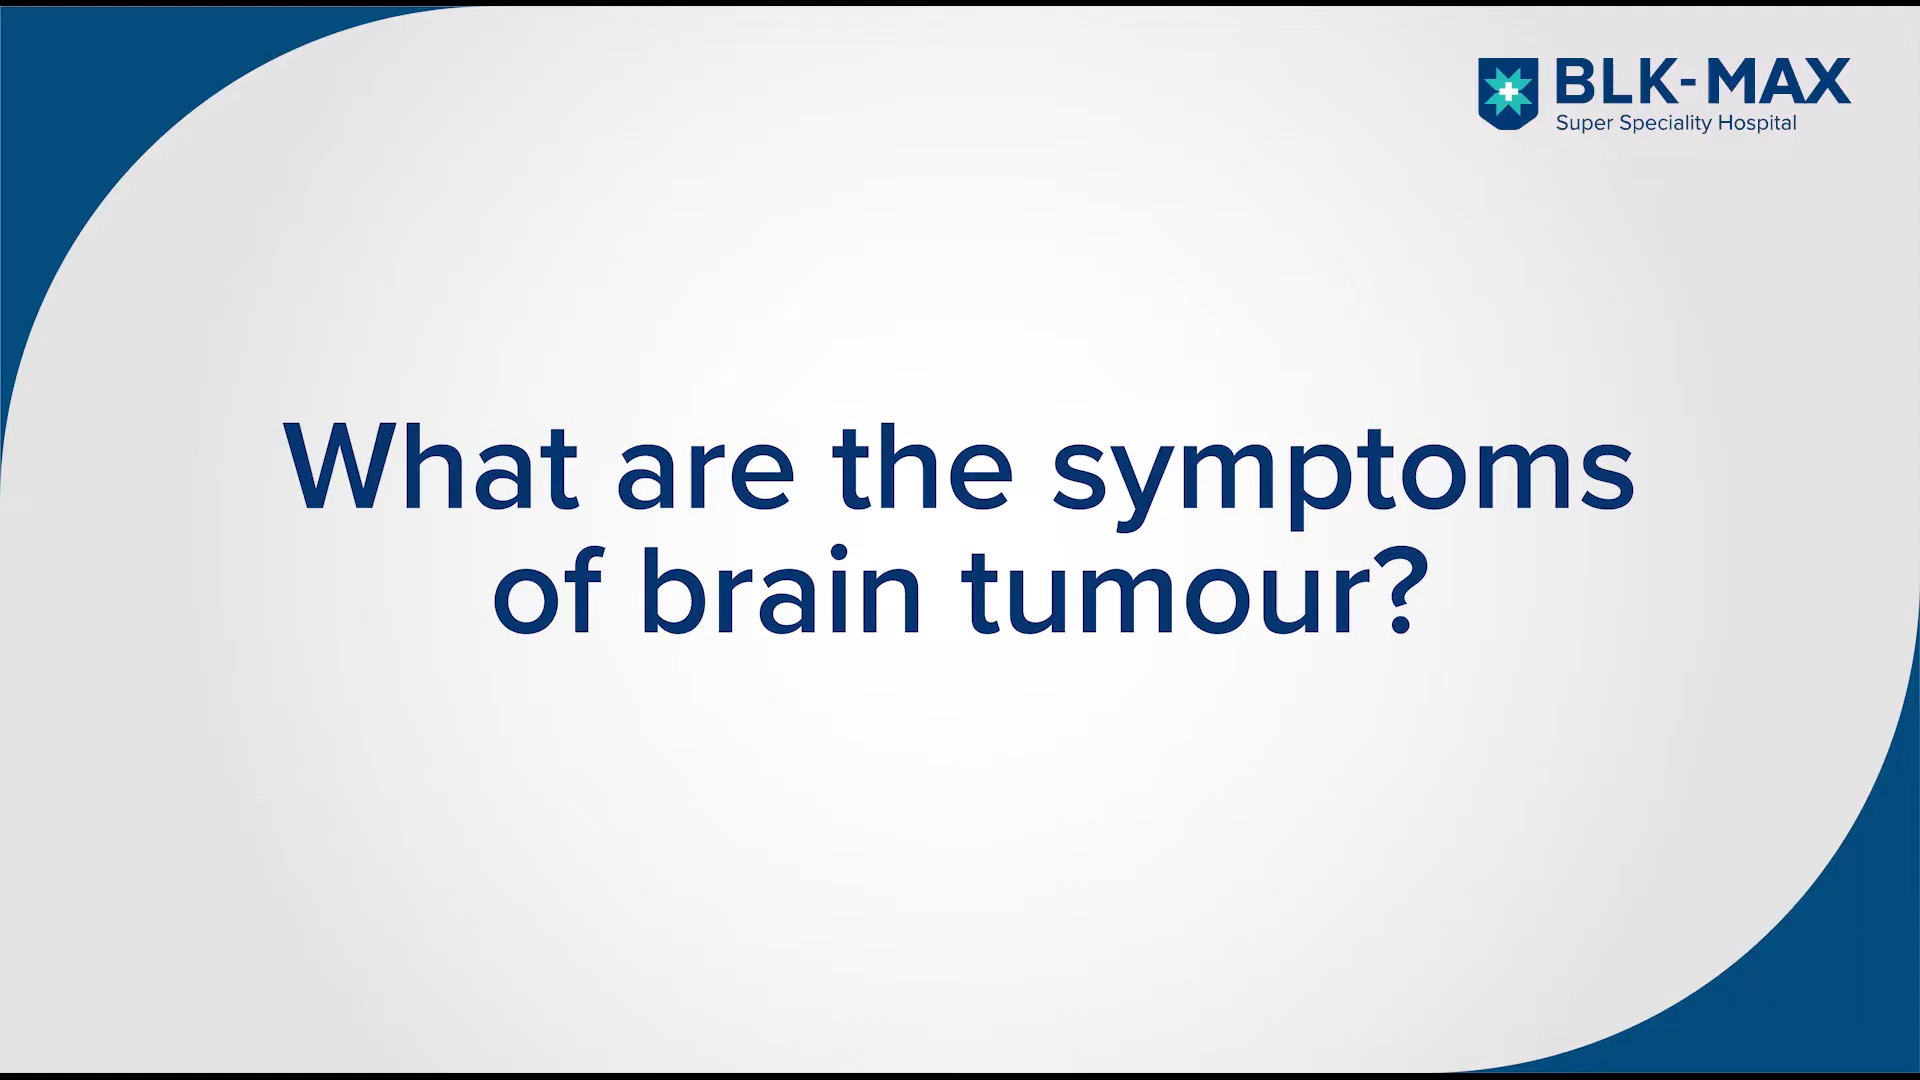 BLK-MAX
Super Speciality Hospital
What are the symptoms
of brain tumour?